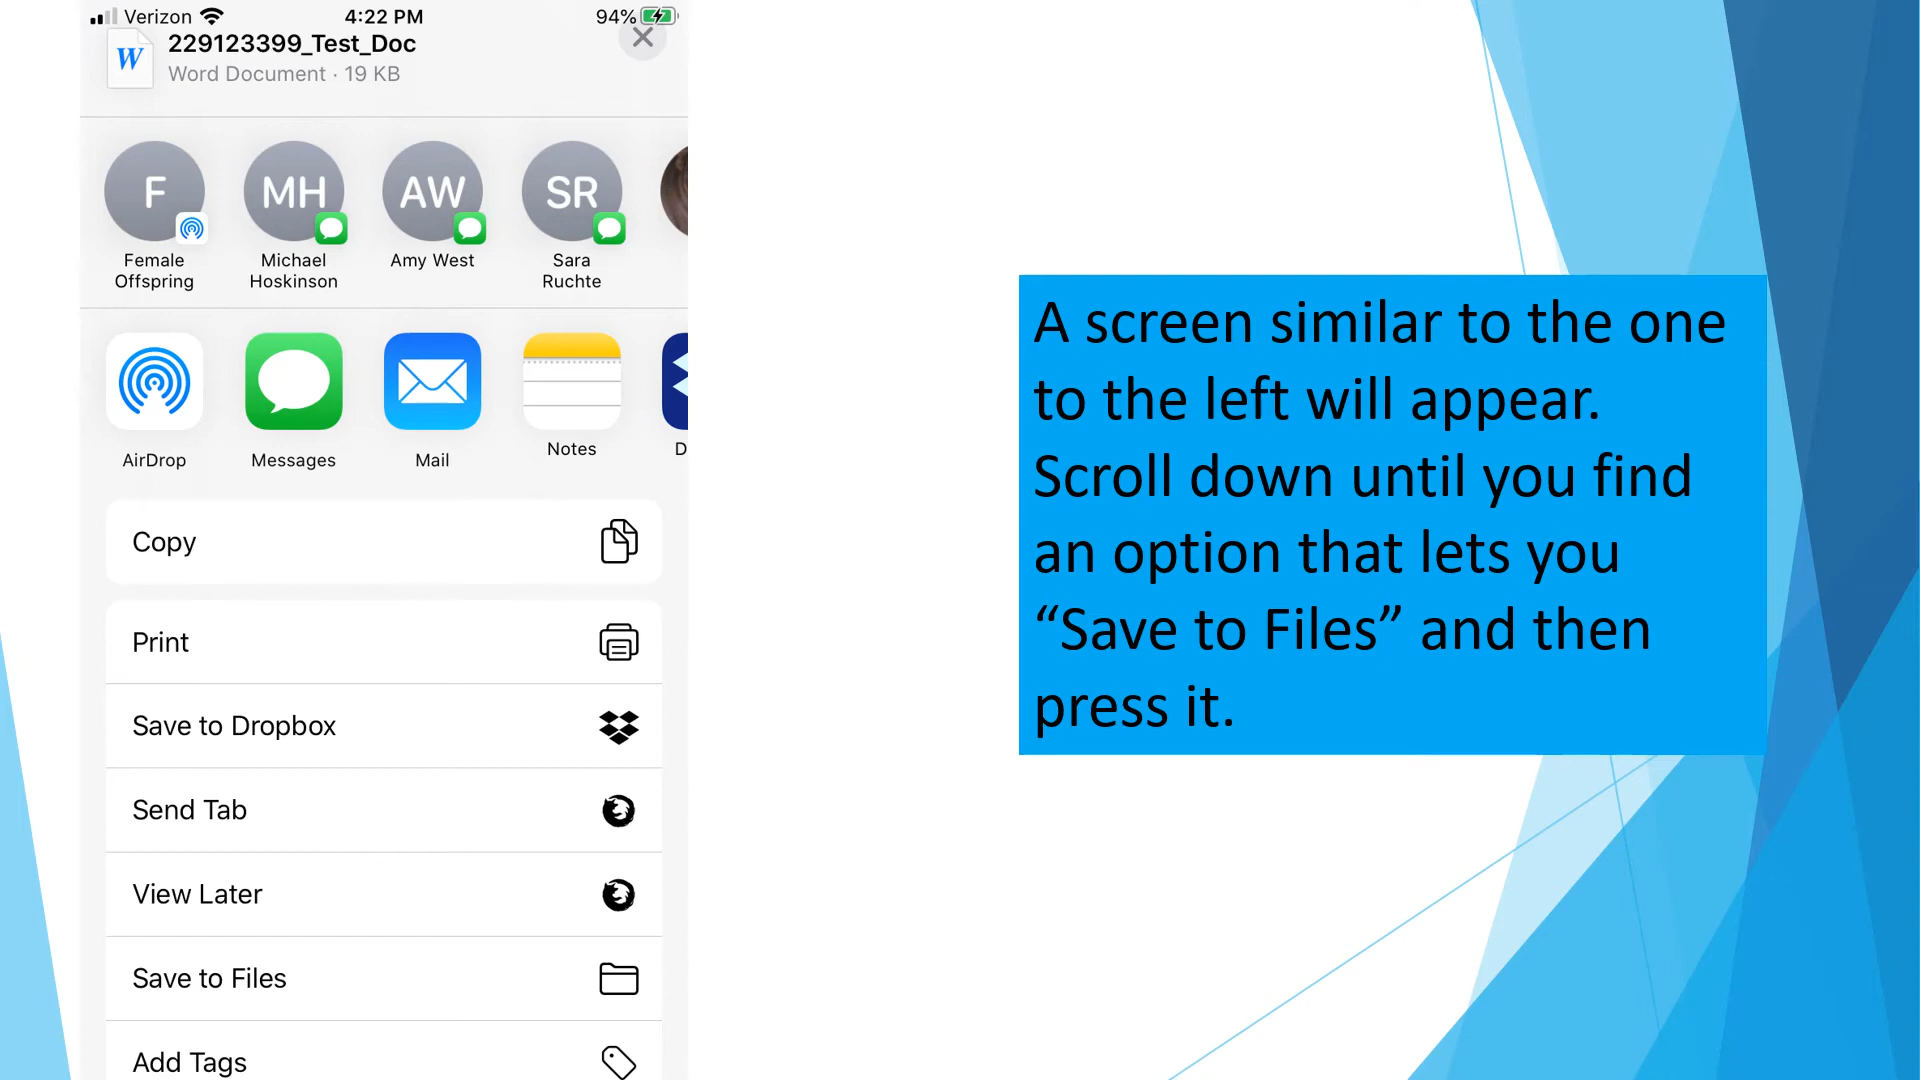 Verizon 4:22 PM 94%
229123399_Test_Doc
W
Word Document · 19 KB
F MH AW SR
Female Offspring
Michael Hoskinson
Amy West
Sara Ruchte
AirDrop Messages Mail Notes D
Copy
Print
Save to Dropbox
Send Tab
View Later
Save to Files
Add Tags
A screen similar to the one
to the left will appear.
Scroll down until you find
an option that lets you
“Save to Files” and then
press it.